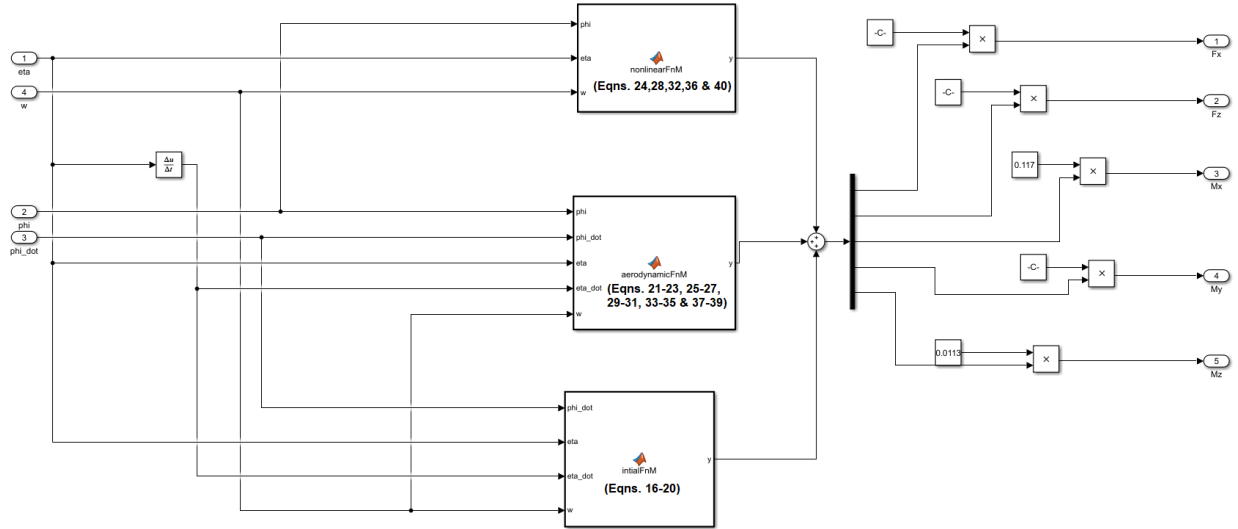 1
eta
4
w
Δu
Δt
2
phi
3
phi_dot
phi
eta
w
y
nonlinearFnM
(Eqns. 24,28,32,36 & 40)
phi
phi_dot
eta
eta_dot
w
y
aerodynamicFnM
(Eqns. 21-23, 25-27,
29-31, 33-35 & 37-39)
phi_dot
eta
eta_dot
w
y
intialFnM
(Eqns. 16-20)
+
+
+
-C-
×
1
Fx
-C-
×
2
Fz
0.117
×
3
Mx
-C-
×
4
My
0.0113
×
5
Mz